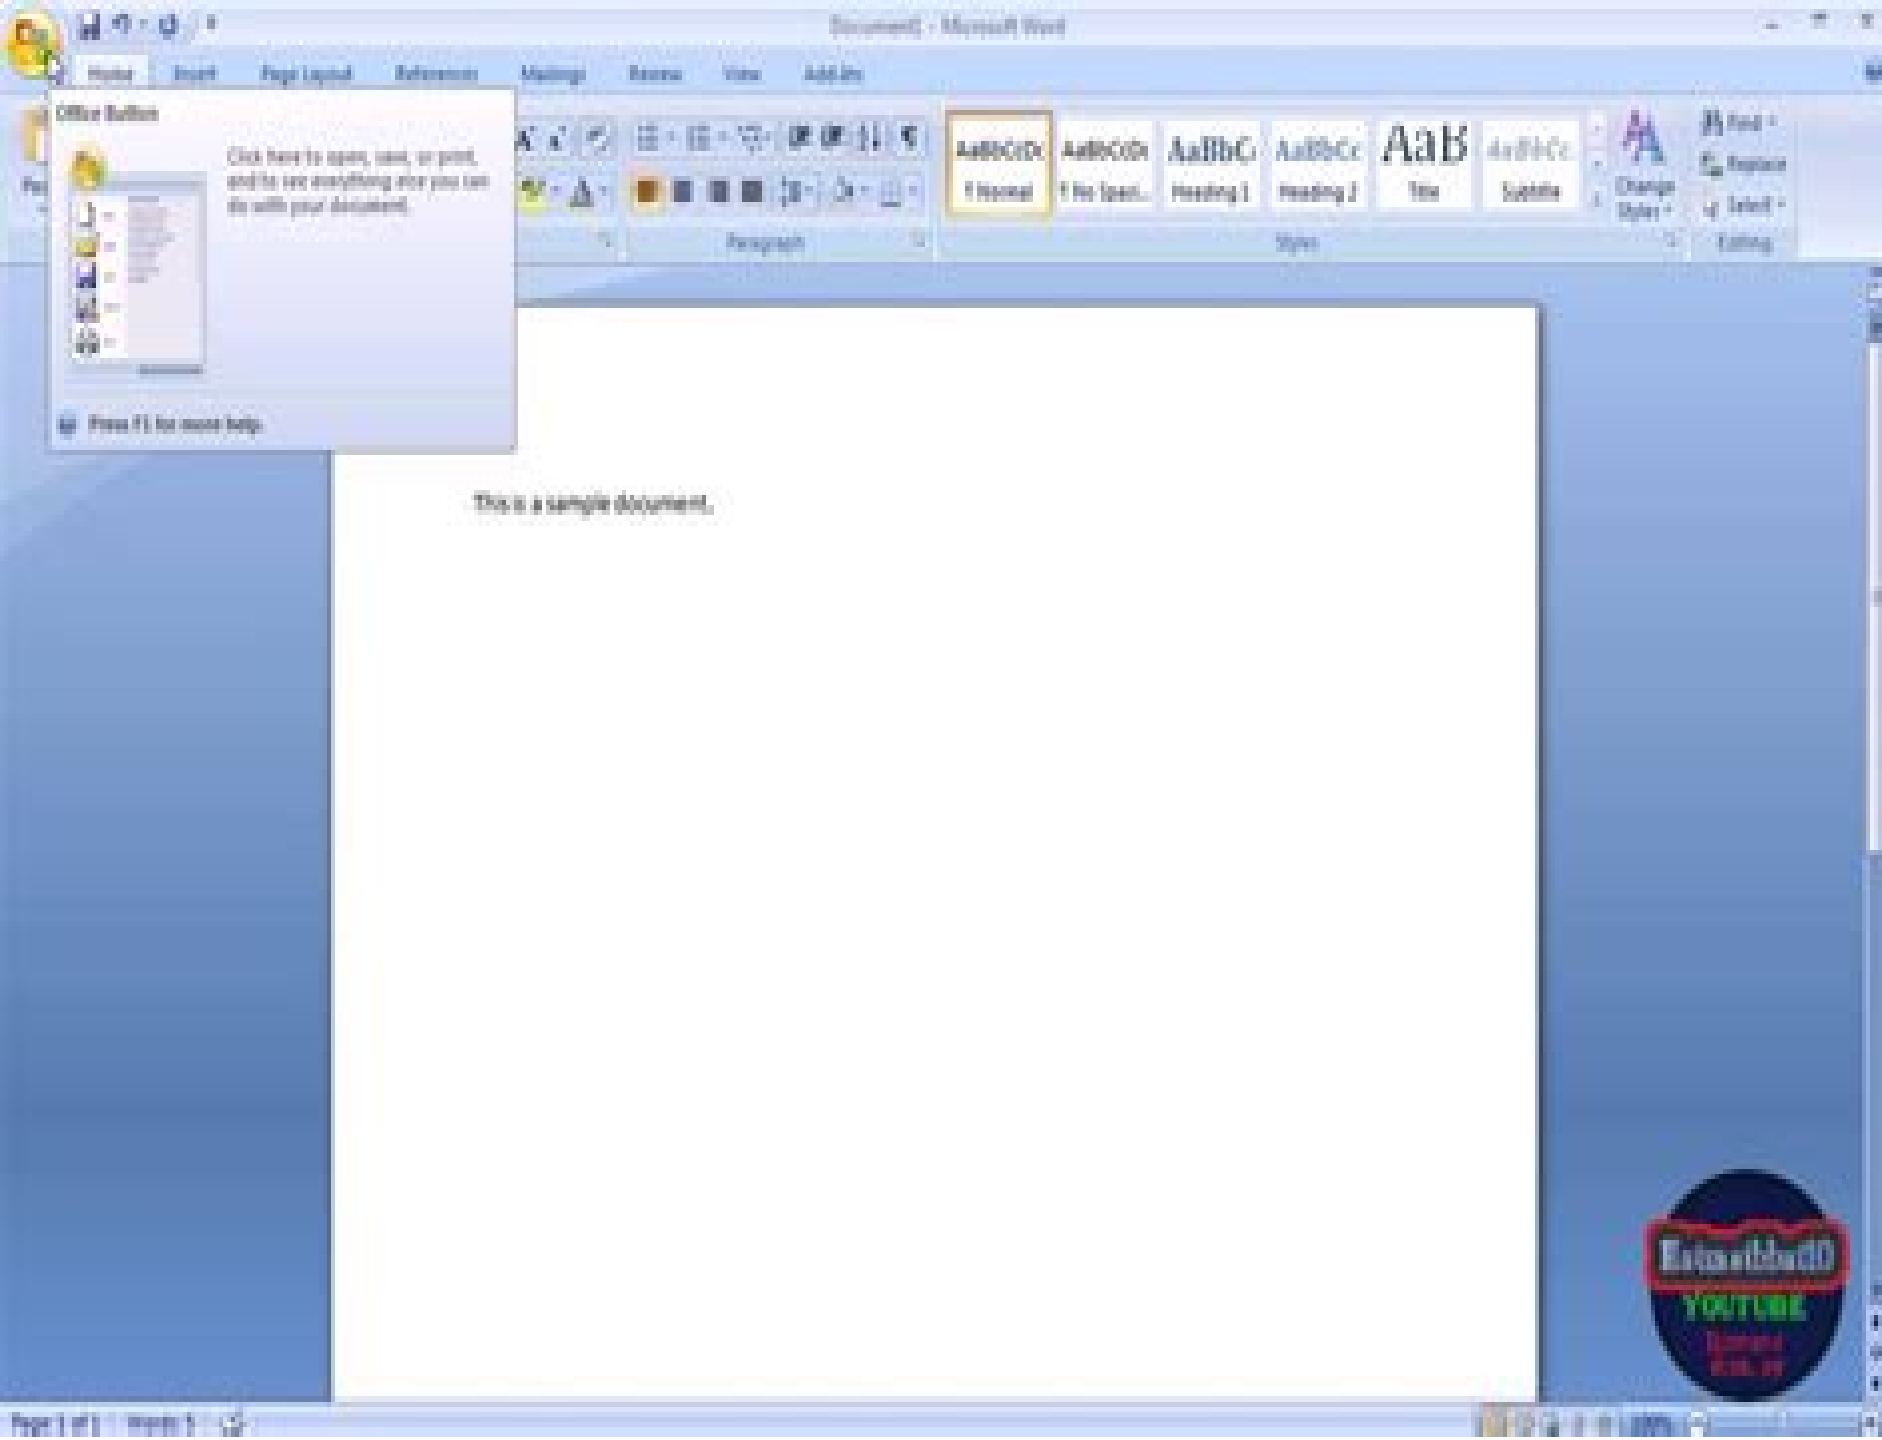 Document1 - Microsoft Word
Home Insert Page Layout References Mailings Review View Add-Ins
Office Button
Click here to open, save, or print,
and to see everything else you can
do with your document.
Press F1 for more help.
AaBbCcDc AaBbCcDc AaBbC AaBbCc AaB AaBbCc.
¶ Normal ¶ No Spaci... Heading 1 Heading 2 Title Subtitle
Change
Styles
Find
Replace
Select
Paragraph Styles Editing
This is a sample document.
YOUTUBE
Page 1 of 1 Words: 5 100%